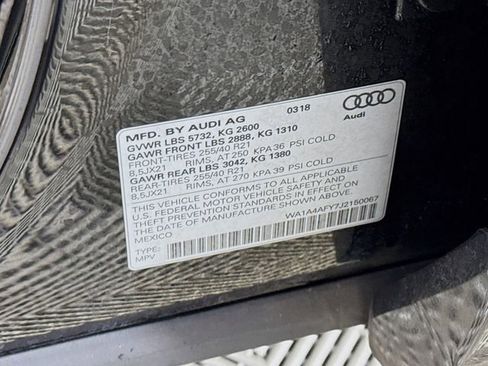 MFD. BY AUDI AG 0318
GVWR LBS 5732, KG 2600
GAWR FRONT LBS 2888, KG 1310
FRONT-TIRES 255/40 R21
8,5JX21 RIMS, AT 250 KPA 36 PSI COLD
GAWR REAR LBS 3042, KG 1380
REAR-TIRES 255/40 R21
8,5JX21 RIMS, AT 270 KPA 39 PSI COLD
THIS VEHICLE CONFORMS TO ALL APPLICABLE
U.S. FEDERAL MOTOR VEHICLE SAFETY, BUMPER, AND
THEFT PREVENTION STANDARDS IN EFFECT ON
THE DATE OF MANUFACTURE SHOWN ABOVE
MEXICO
WA1A4AFY7J2150067
TYPE:
MPV
Audi